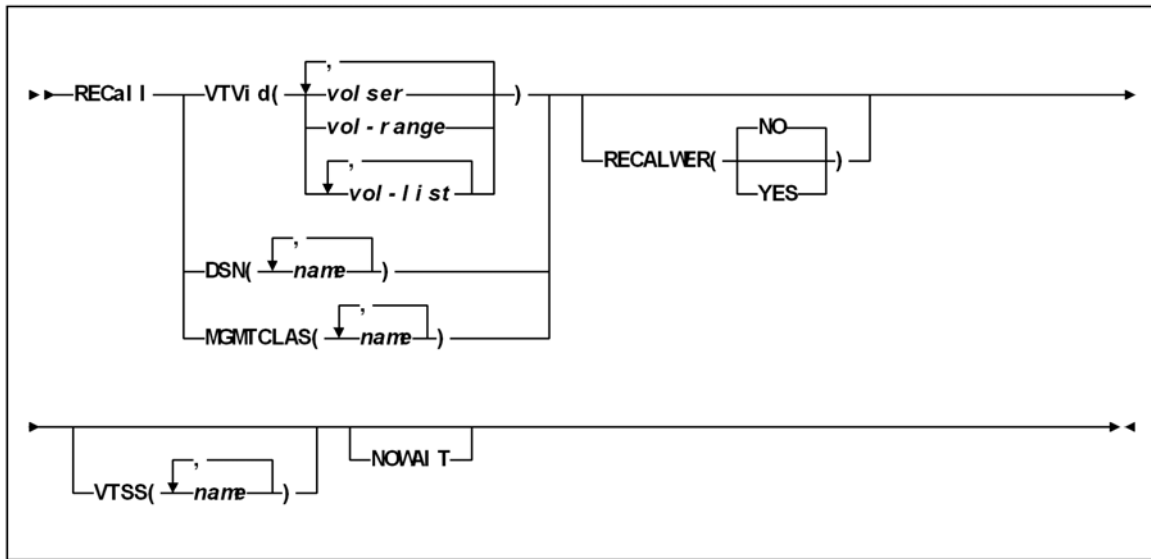 ,
RECall VTVid( volser )
vol-range
,
vol-list
NO
RECALWER( )
YES
,
DSN( name )
,
MGMTCLAS( name )
,
VTSS( name )
NOWAIT